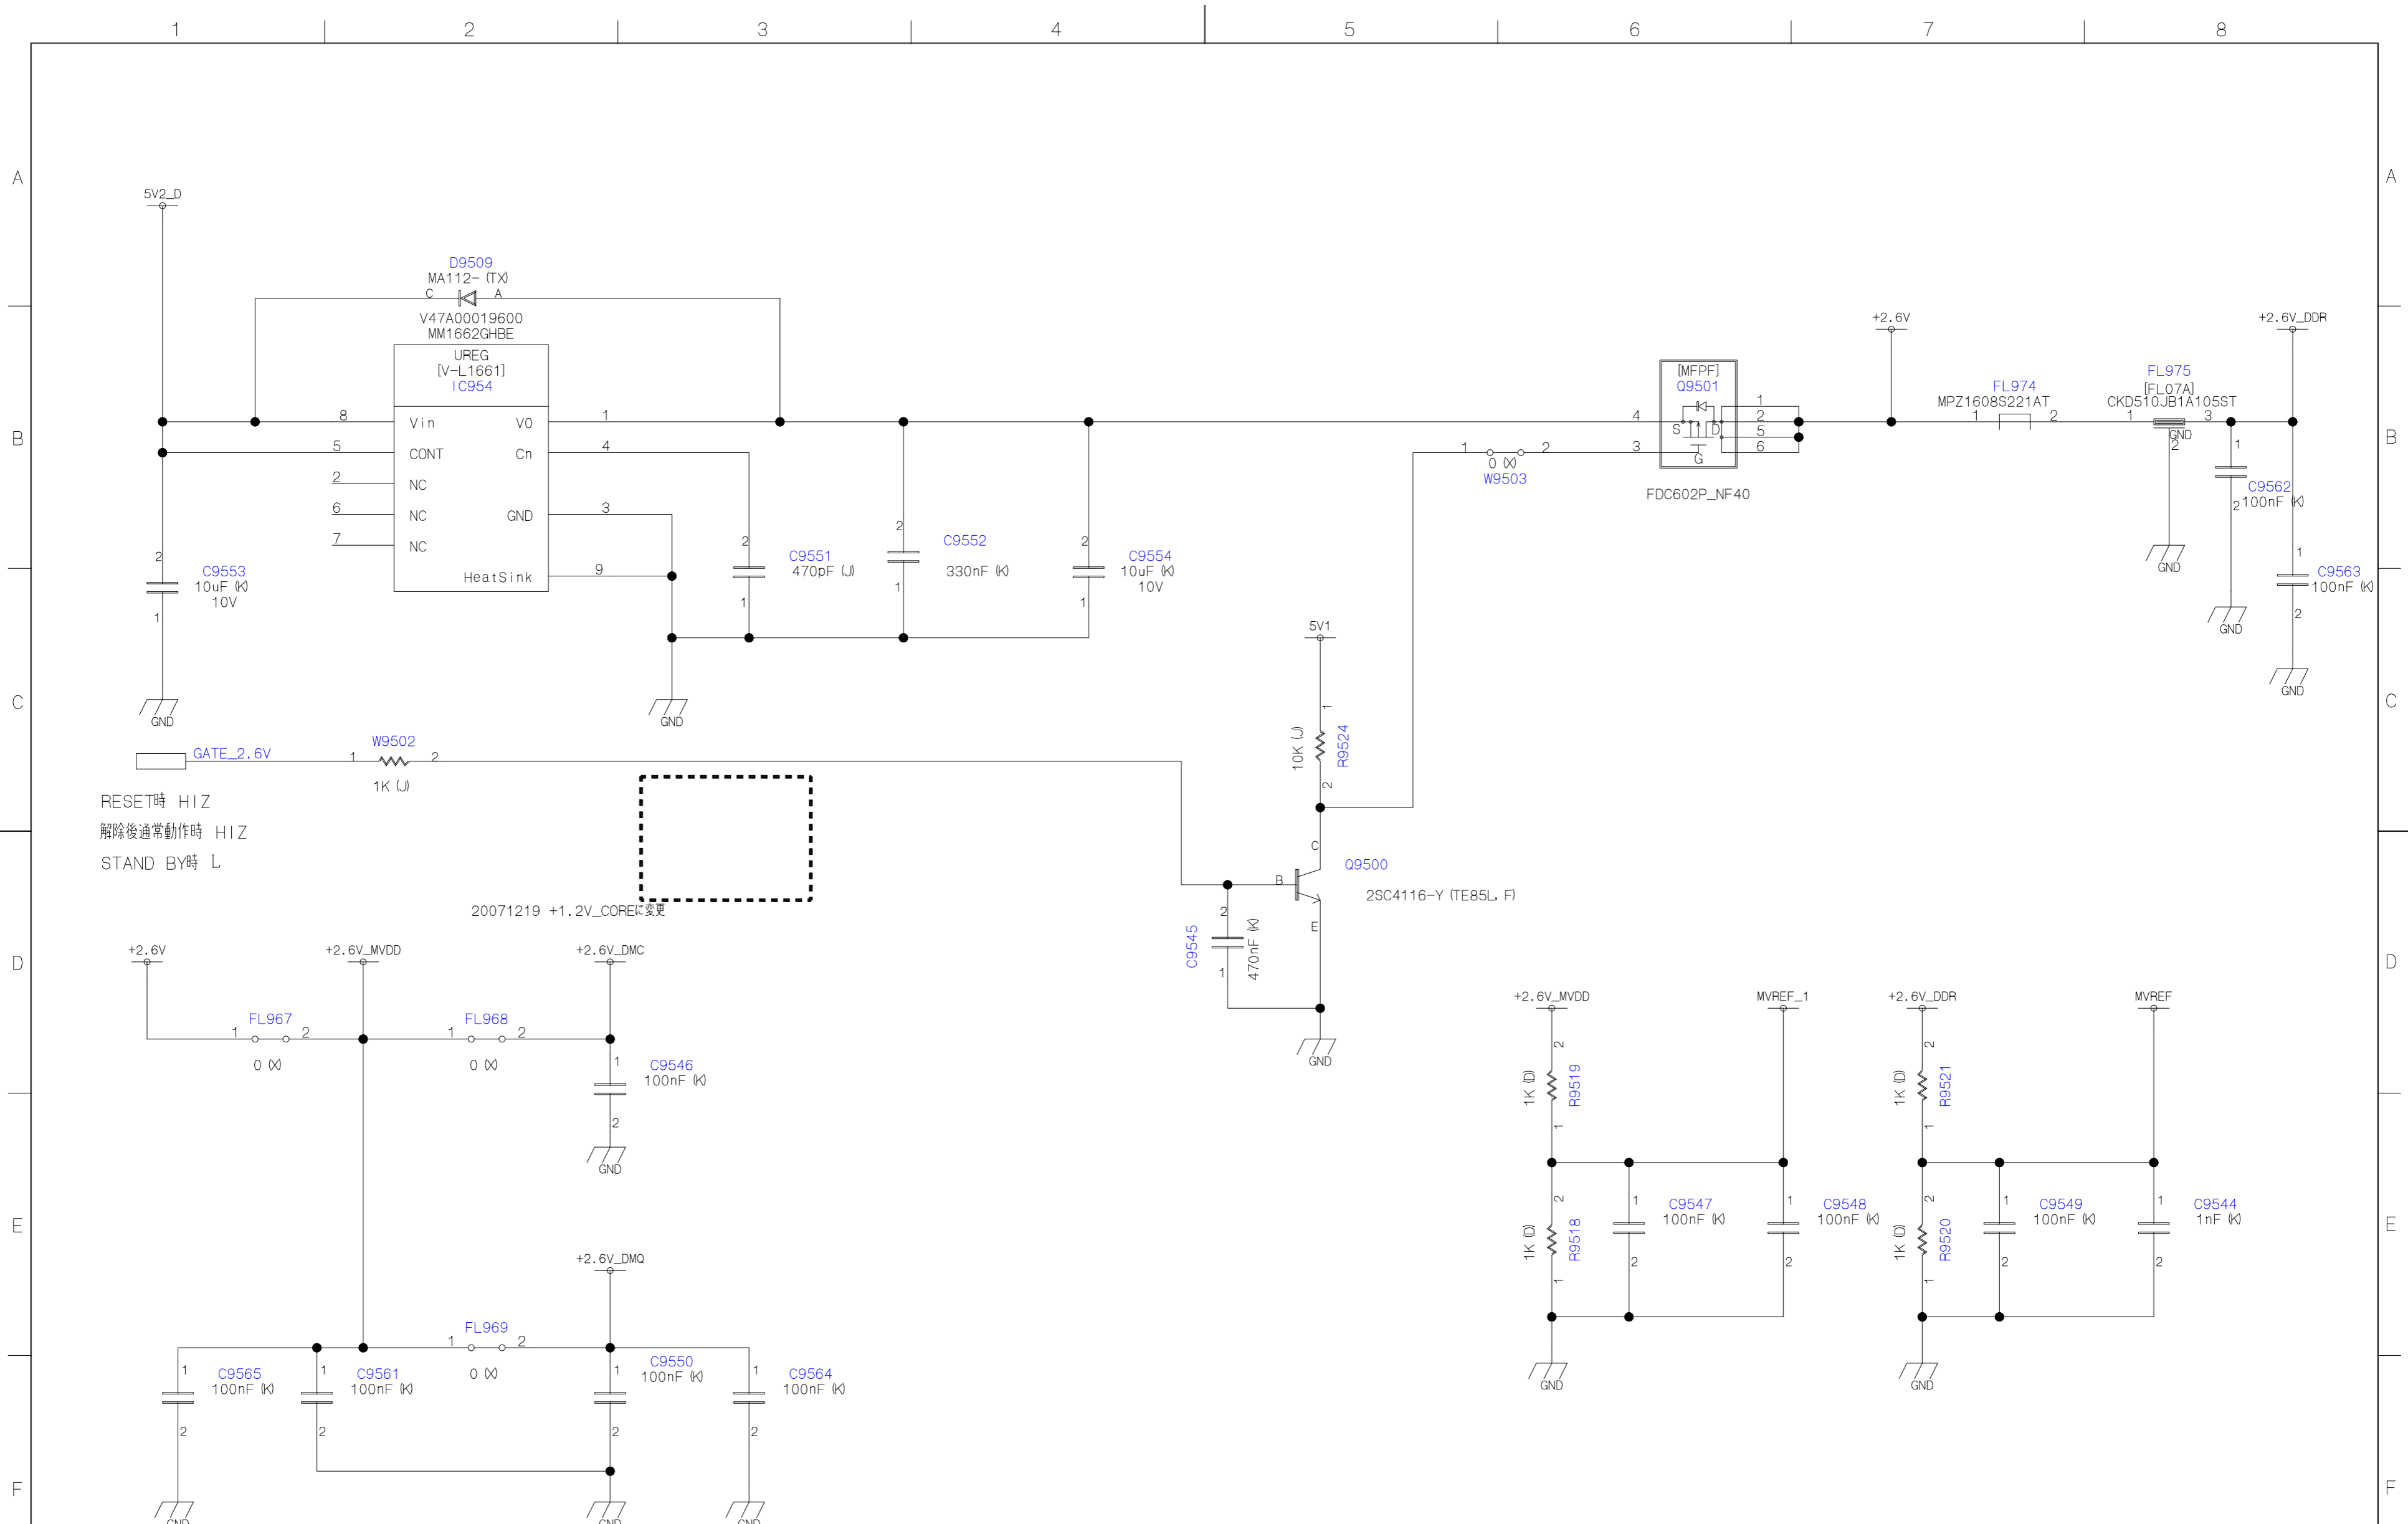 1 2 3 4 5 6 7 8
A A
5V2_D
D9509
MA112- (TX)
C A
V47A00019600
MM1662GHBE
UREG
[V-L1661]
IC954
8 Vin VO 1
5 CONT Cn 4
2 NC
6 NC GND 3
7 NC
HeatSink 9
+2.6V
+2.6V_DDR
[MFPF]
Q9501
4 S D 1
2
5
3 G 6
FDC602P_NF40
1 2
0 (X)
W9503
FL974
MPZ1608S221AT
1 2
FL975
[FL07A]
CKD510JB1A105ST
1 3
GND
2
GND
B B
1
C9562
2 100nF (K)
GND
1
C9563
100nF (K)
2
GND
2
C9553
10uF (K)
10V
1
GND
2
C9551
470pF (J)
1
2
C9552
330nF (K)
1
2
C9554
10uF (K)
10V
1
GND
C C
5V1
1
10K (J)
R9524
2
GATE_2.6V
W9502
1 2
1K (J)
RESET時 HIZ
解除後通常動作時 HIZ
STAND BY時 L
C
B
E
Q9500
2SC4116-Y (TE85L, F)
2
C9545
470nF (K)
1
GND
20071219 +1.2V_COREに変更
D D
+2.6V
+2.6V_MVDD
+2.6V_DMC
FL967
1 2
0 (X)
FL968
1 2
0 (X)
1
C9546
100nF (K)
2
GND
+2.6V_MVDD
MVREF_1
+2.6V_DDR
MVREF
2
1K (D)
R9519
1
2
1K (D)
R9521
1
2
1K (D)
R9518
1
1
C9547
100nF (K)
2
1
C9548
100nF (K)
2
GND
2
1K (D)
R9520
1
1
C9549
100nF (K)
2
1
C9544
1nF (K)
2
GND
E E
+2.6V_DMQ
FL969
1 2
0 (X)
1
C9565
100nF (K)
2
GND
1
C9561
100nF (K)
2
1
C9550
100nF (K)
2
GND
1
C9564
100nF (K)
2
GND
F F